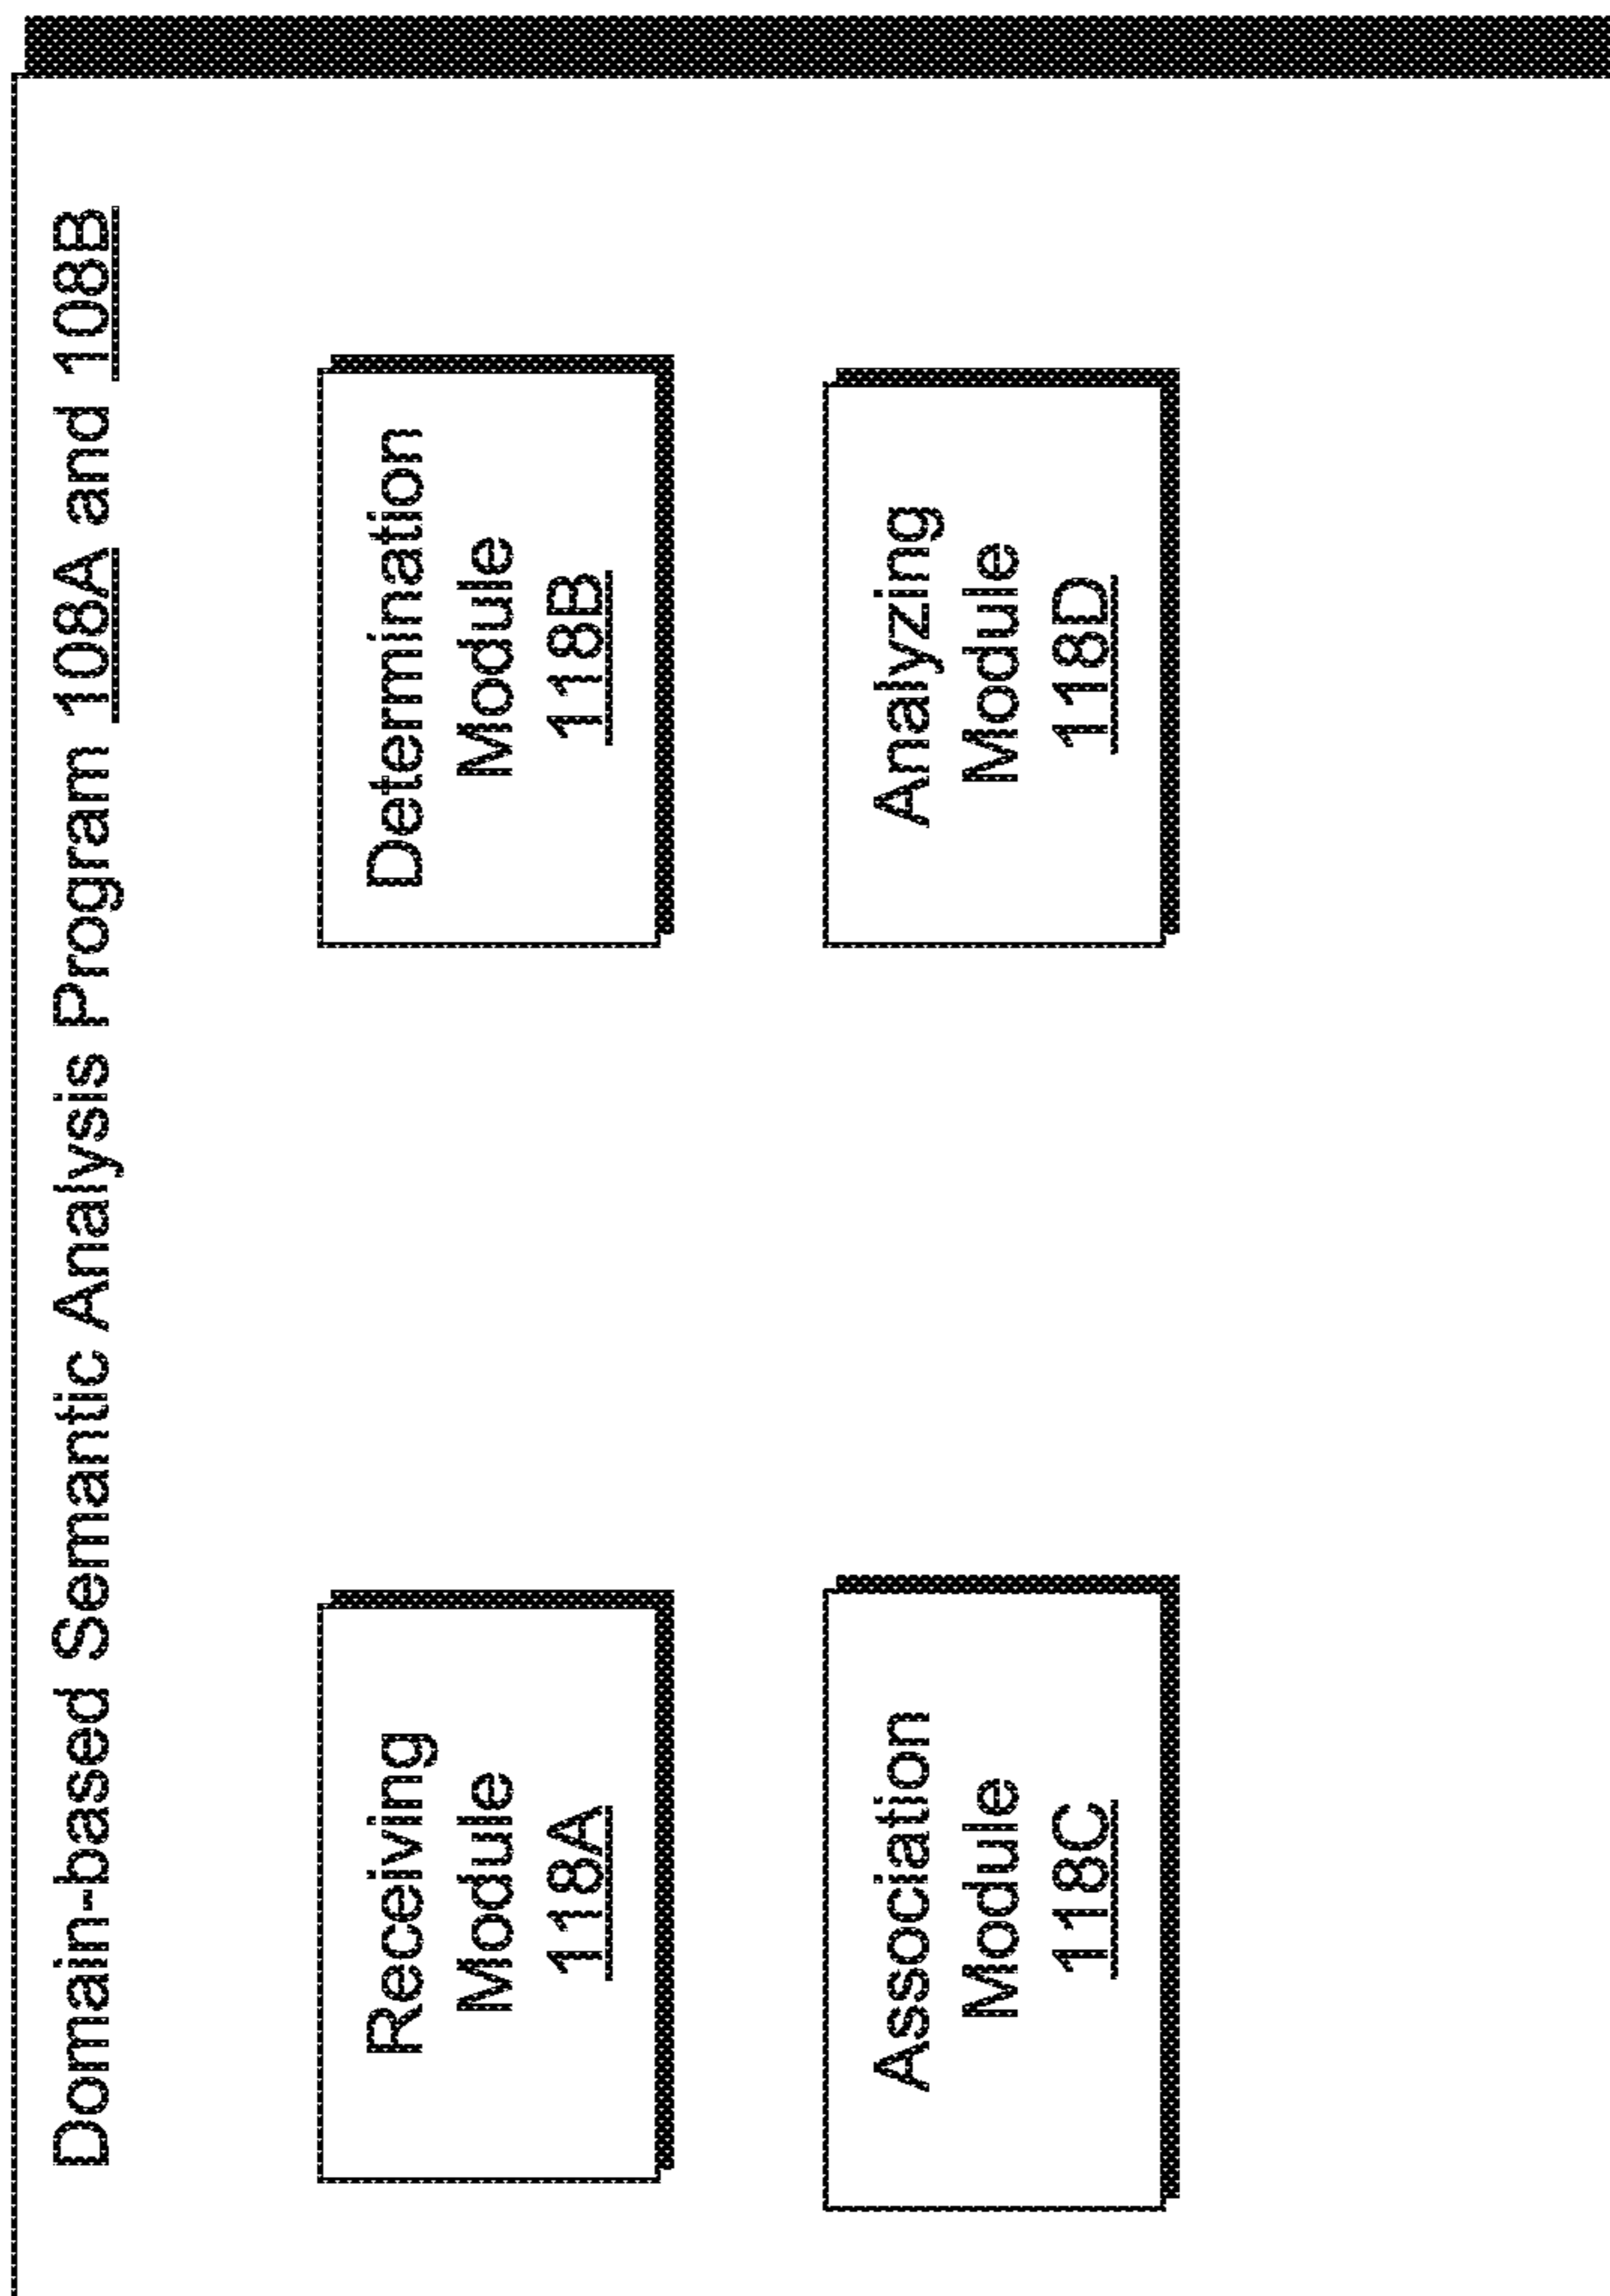 Domain-based Semantic Analysis Program 108A and 108B
Receiving
Module
118A
Determination
Module
118B
Association
Module
118C
Analyzing
Module
118D